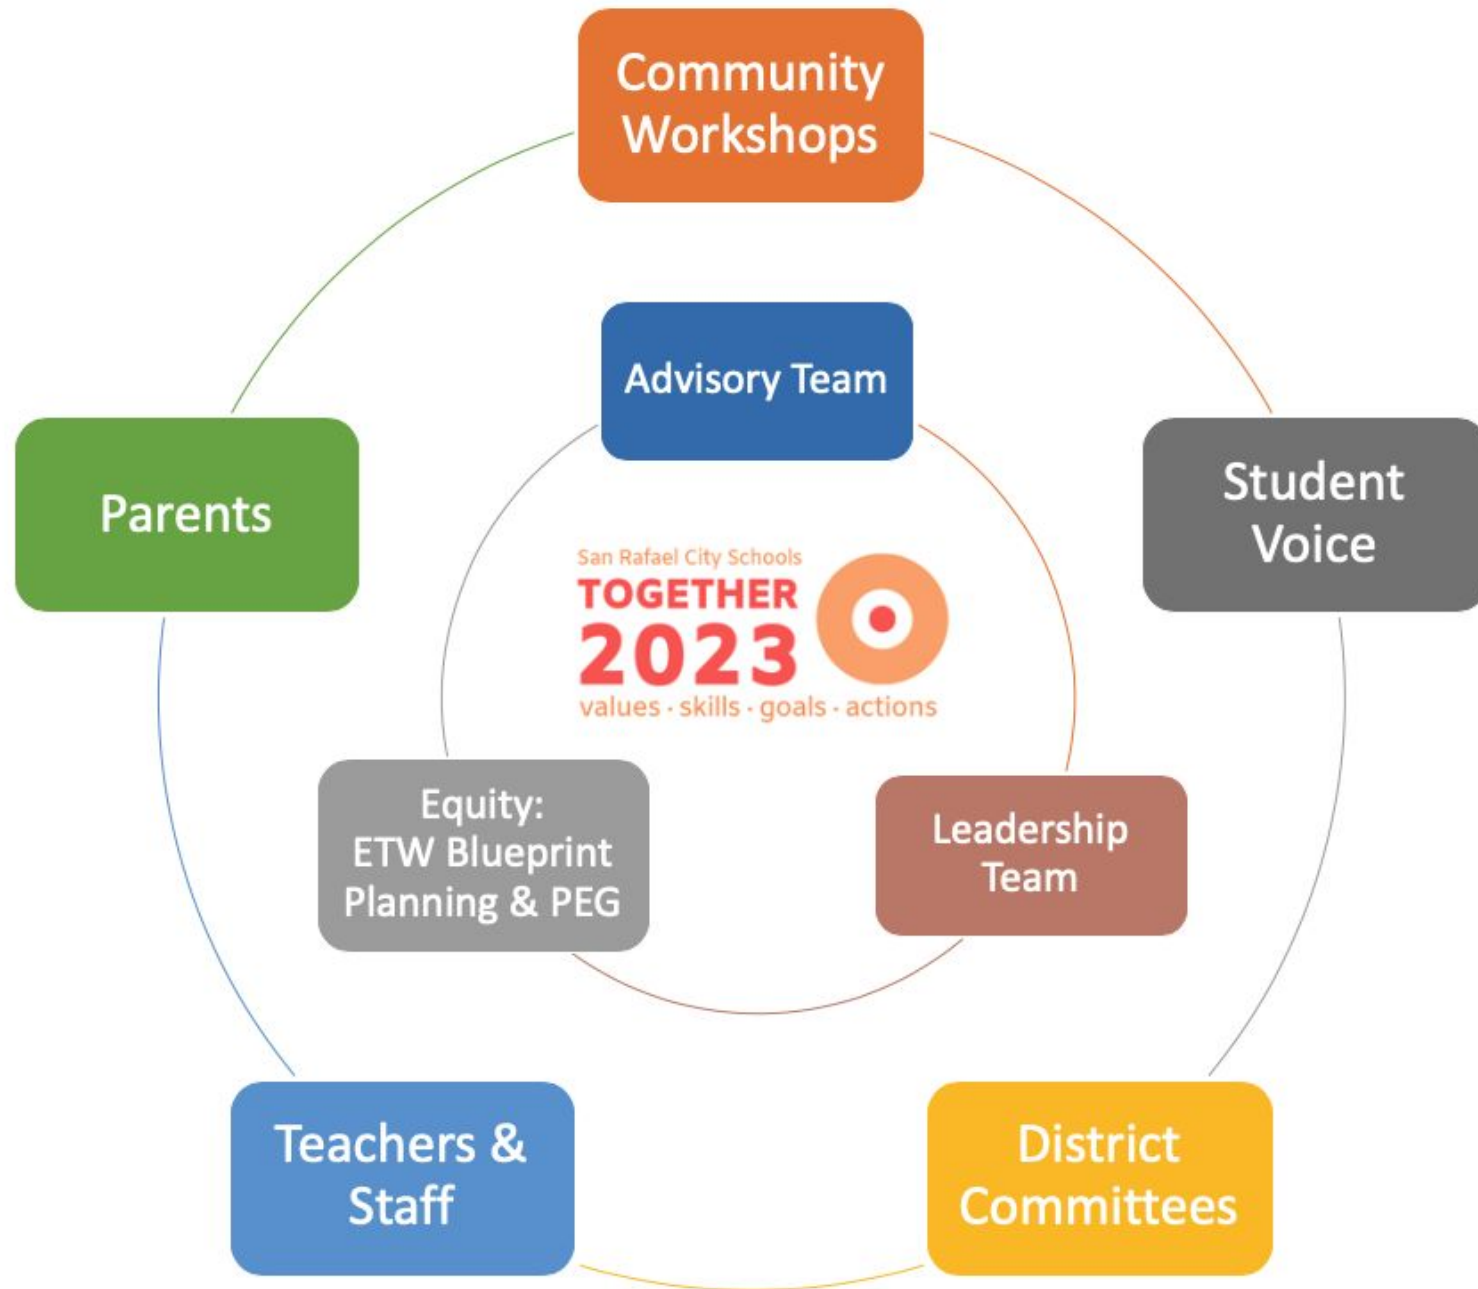 Community
Workshops
Advisory Team
Parents
Student
Voice
San Rafael City Schools
TOGETHER
2023
values · skills · goals · actions
Equity:
ETW Blueprint
Planning & PEG
Leadership
Team
Teachers &
Staff
District
Committees